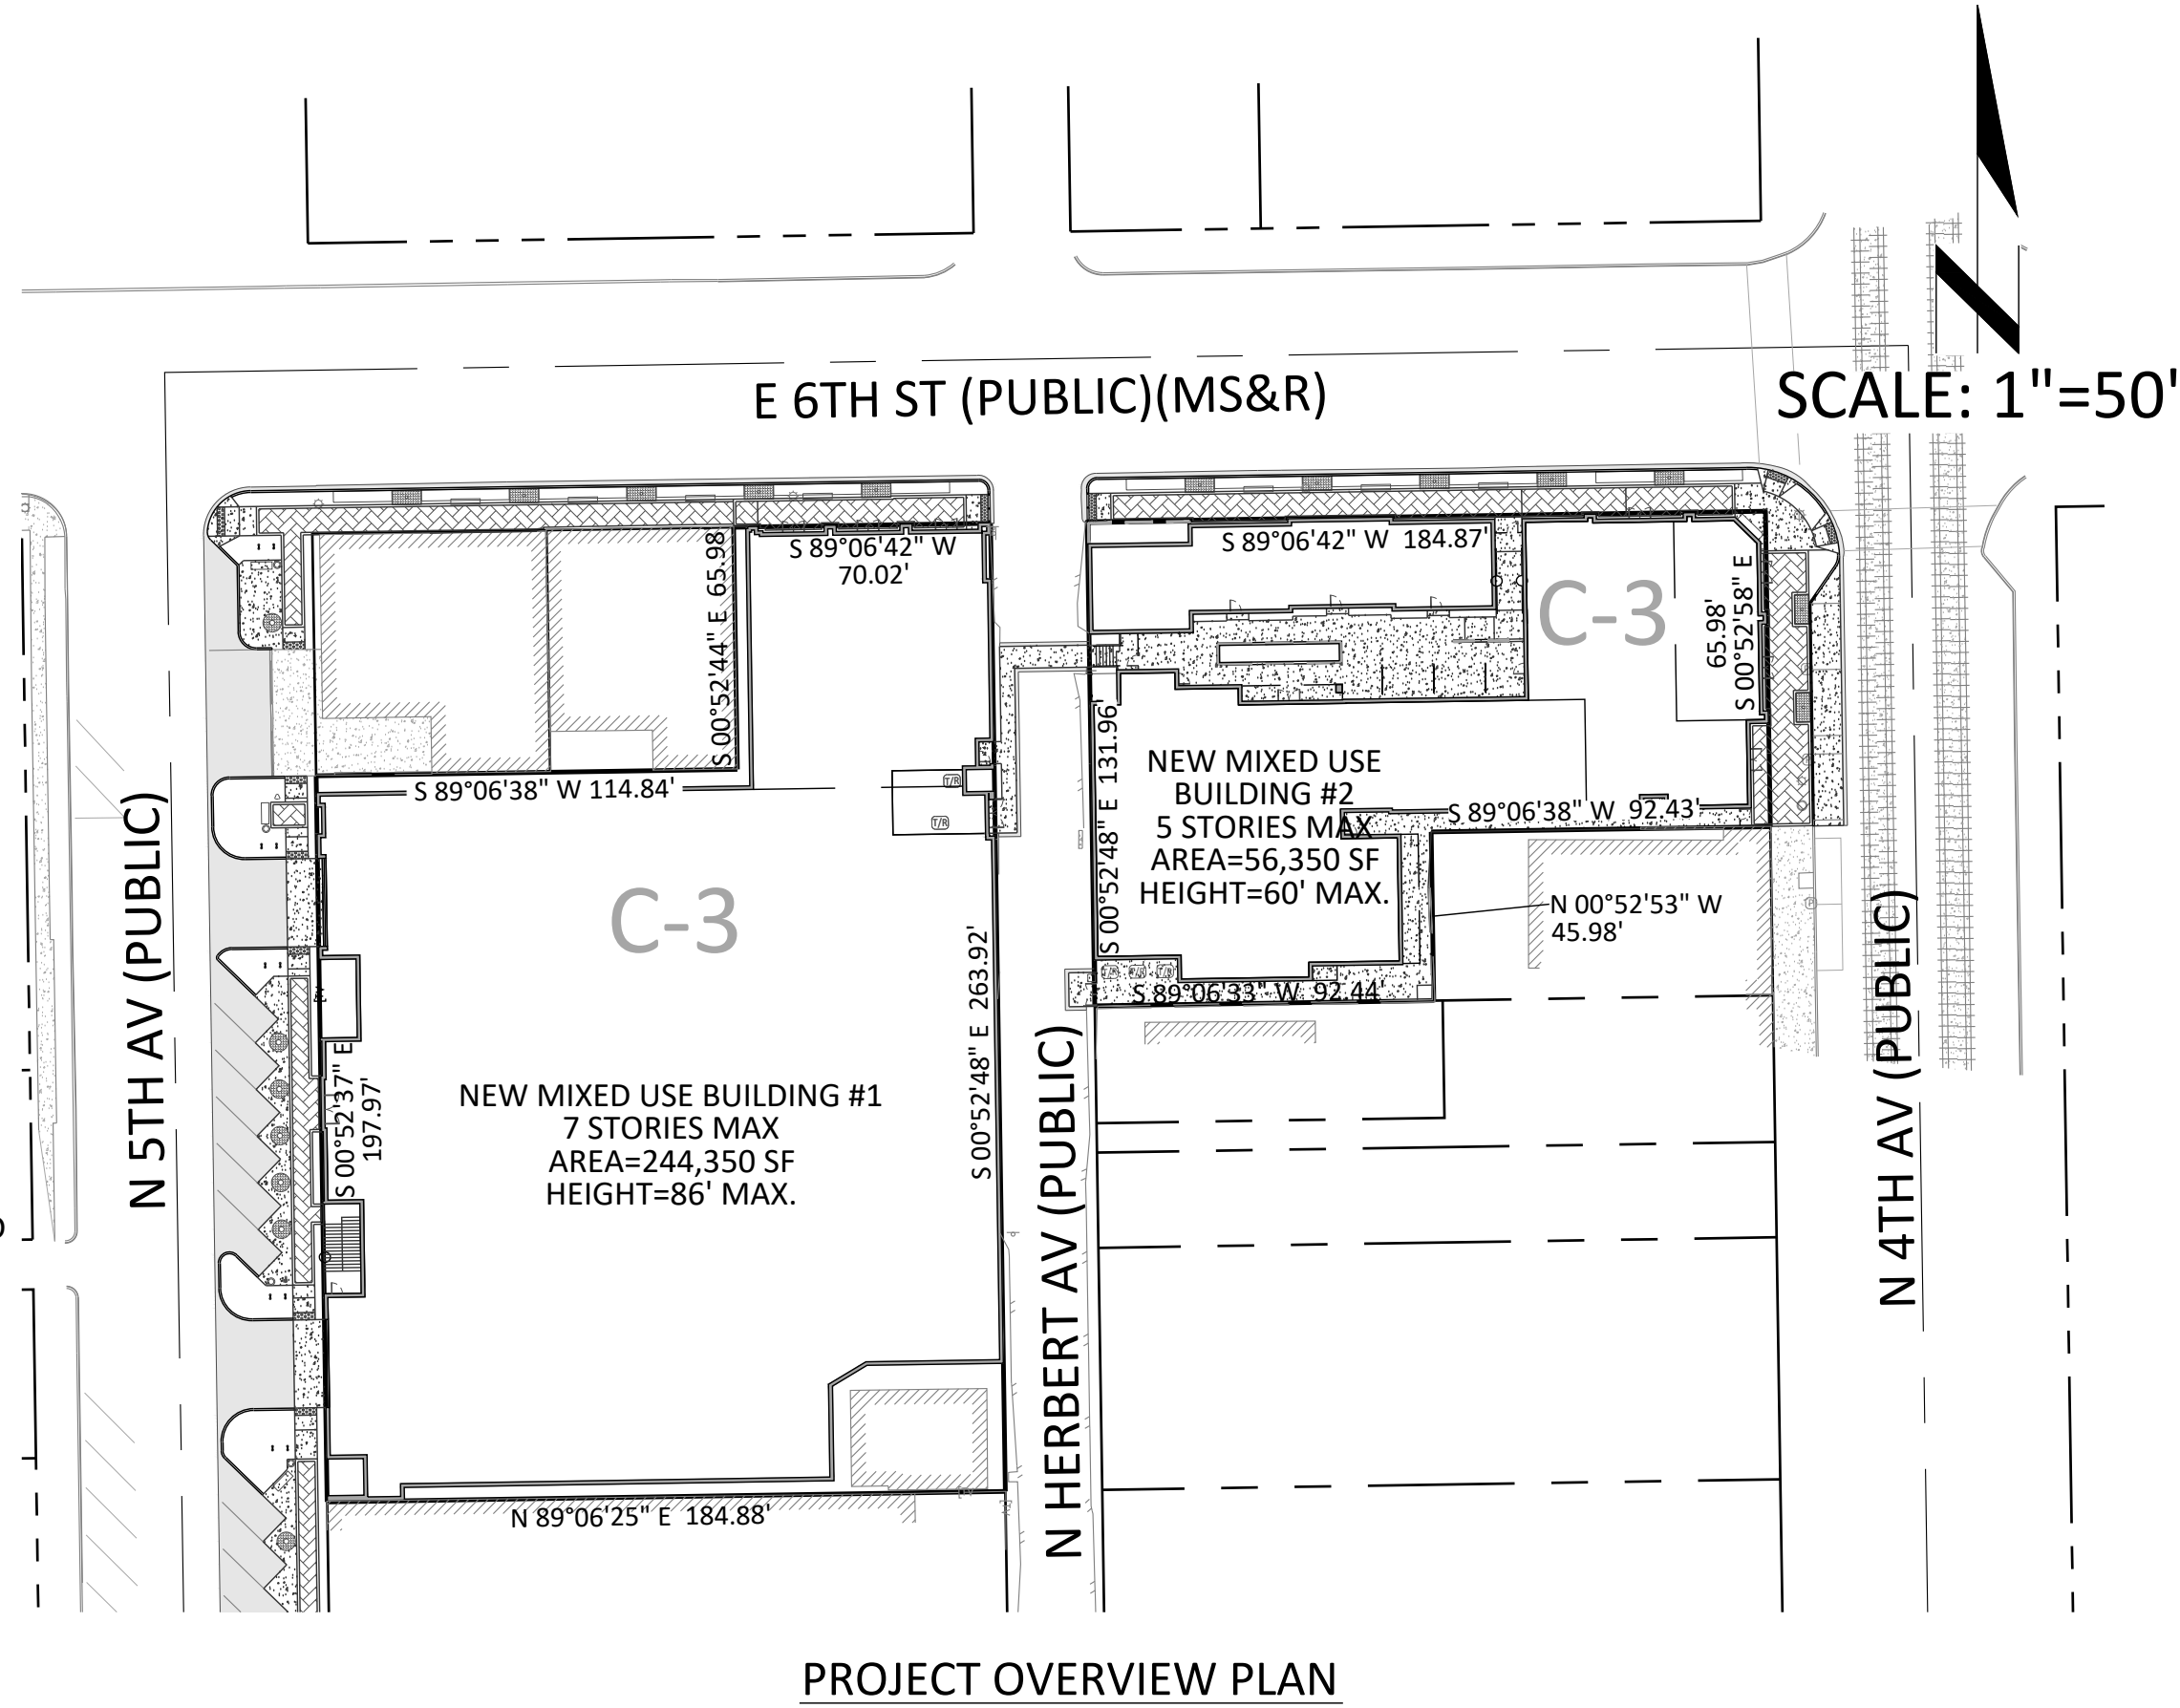 E 6TH ST (PUBLIC)(MS&R)
SCALE: 1"=50'
S 89°06'42" W
70.02'
S 00°52'44" E 65.98'
S 89°06'42" W 184.87'
C-3
65.98'
S 00°52'58" E
S 89°06'38" W 114.84'
T/R
T/R
S 00°52'48" E 131.96'
NEW MIXED USE
BUILDING #2
5 STORIES MAX
AREA=56,350 SF
HEIGHT=60' MAX.
S 89°06'38" W 92.43'
N 00°52'53" W
45.98'
T/R
T/R
T/R
S 89°06'33" W 92.44'
C-3
N 5TH AV (PUBLIC)
S 00°52'37" E
197.97'
NEW MIXED USE BUILDING #1
7 STORIES MAX
AREA=244,350 SF
HEIGHT=86' MAX.
S 00°52'48" E 263.92'
N HERBERT AV (PUBLIC)
N 4TH AV (PUBLIC)
N 89°06'25" E 184.88'
PROJECT OVERVIEW PLAN